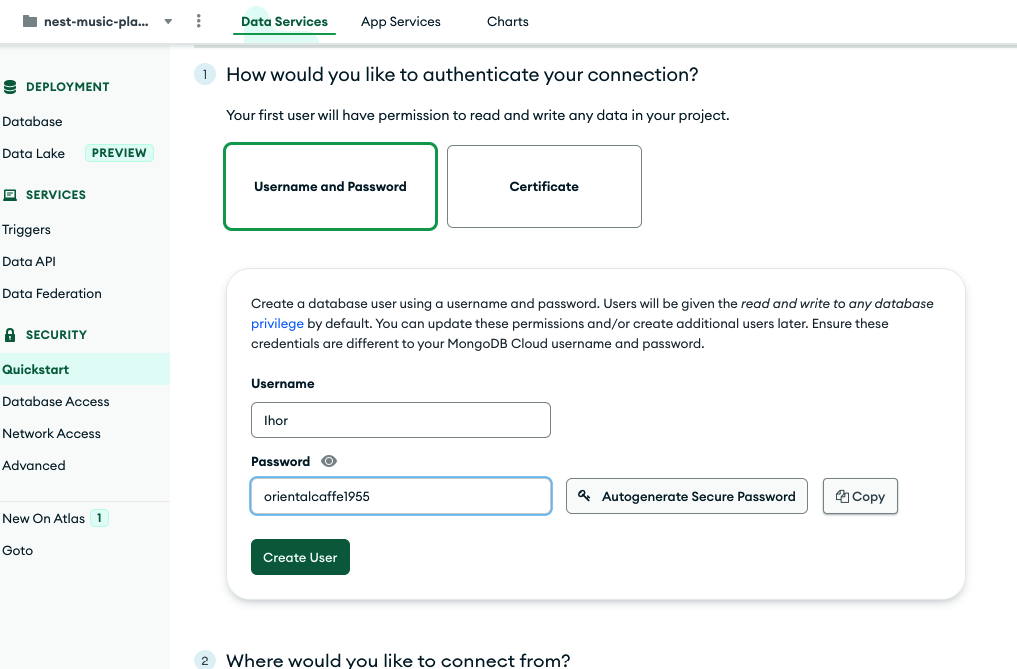 nest-music-pla...
Data Services
App Services
Charts
DEPLOYMENT
Database
Data Lake PREVIEW
SERVICES
Triggers
Data API
Data Federation
SECURITY
Quickstart
Database Access
Network Access
Advanced
New On Atlas 1
Goto
1 How would you like to authenticate your connection?
Your first user will have permission to read and write any data in your project.
Username and Password
Certificate
Create a database user using a username and password. Users will be given the read and write to any database
privilege by default. You can update these permissions and/or create additional users later. Ensure these
credentials are different to your MongoDB Cloud username and password.
Username
Ihor
Password
orientalcaffe1955
Autogenerate Secure Password
Copy
Create User
2 Where would you like to connect from?